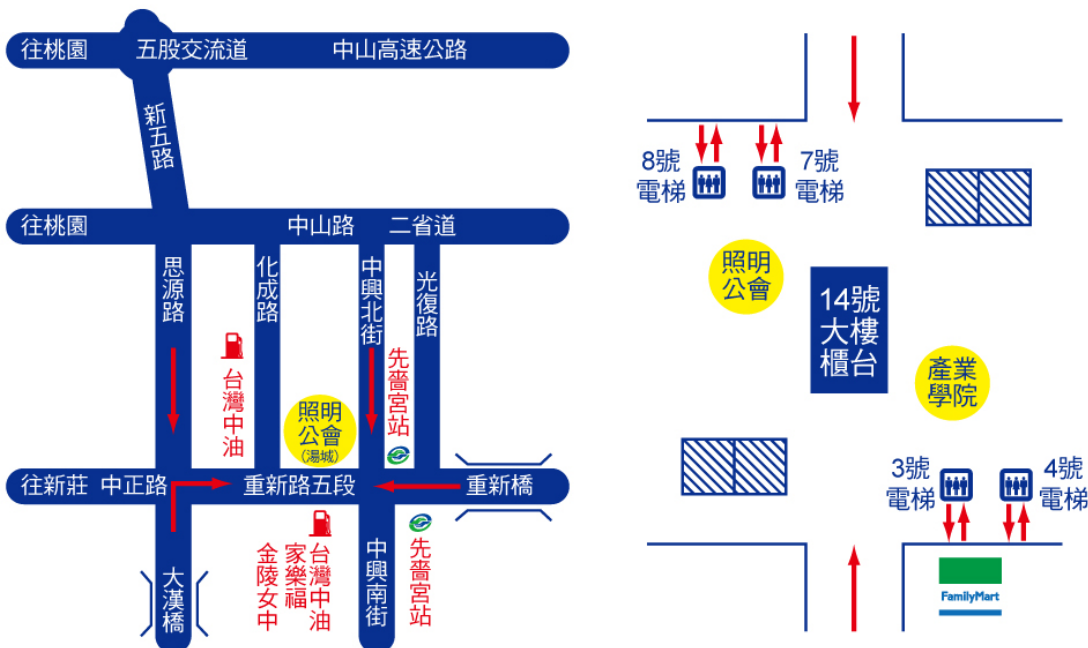 往桃園 五股交流道 中山高速公路
新五路
往桃園 中山路 二省道
思源路
化成路
中興北街
光復路
台灣中油
先嗇宮站
照明
公會
(湯城)
往新莊 中正路 重新路五段 重新橋
大漢橋
金陵女中
家樂福
台灣中油
中興南街
先嗇宮站
8號
電梯
7號
電梯
照明
公會
14號
大樓
櫃台
產業
學院
3號
電梯
4號
電梯
FamilyMart